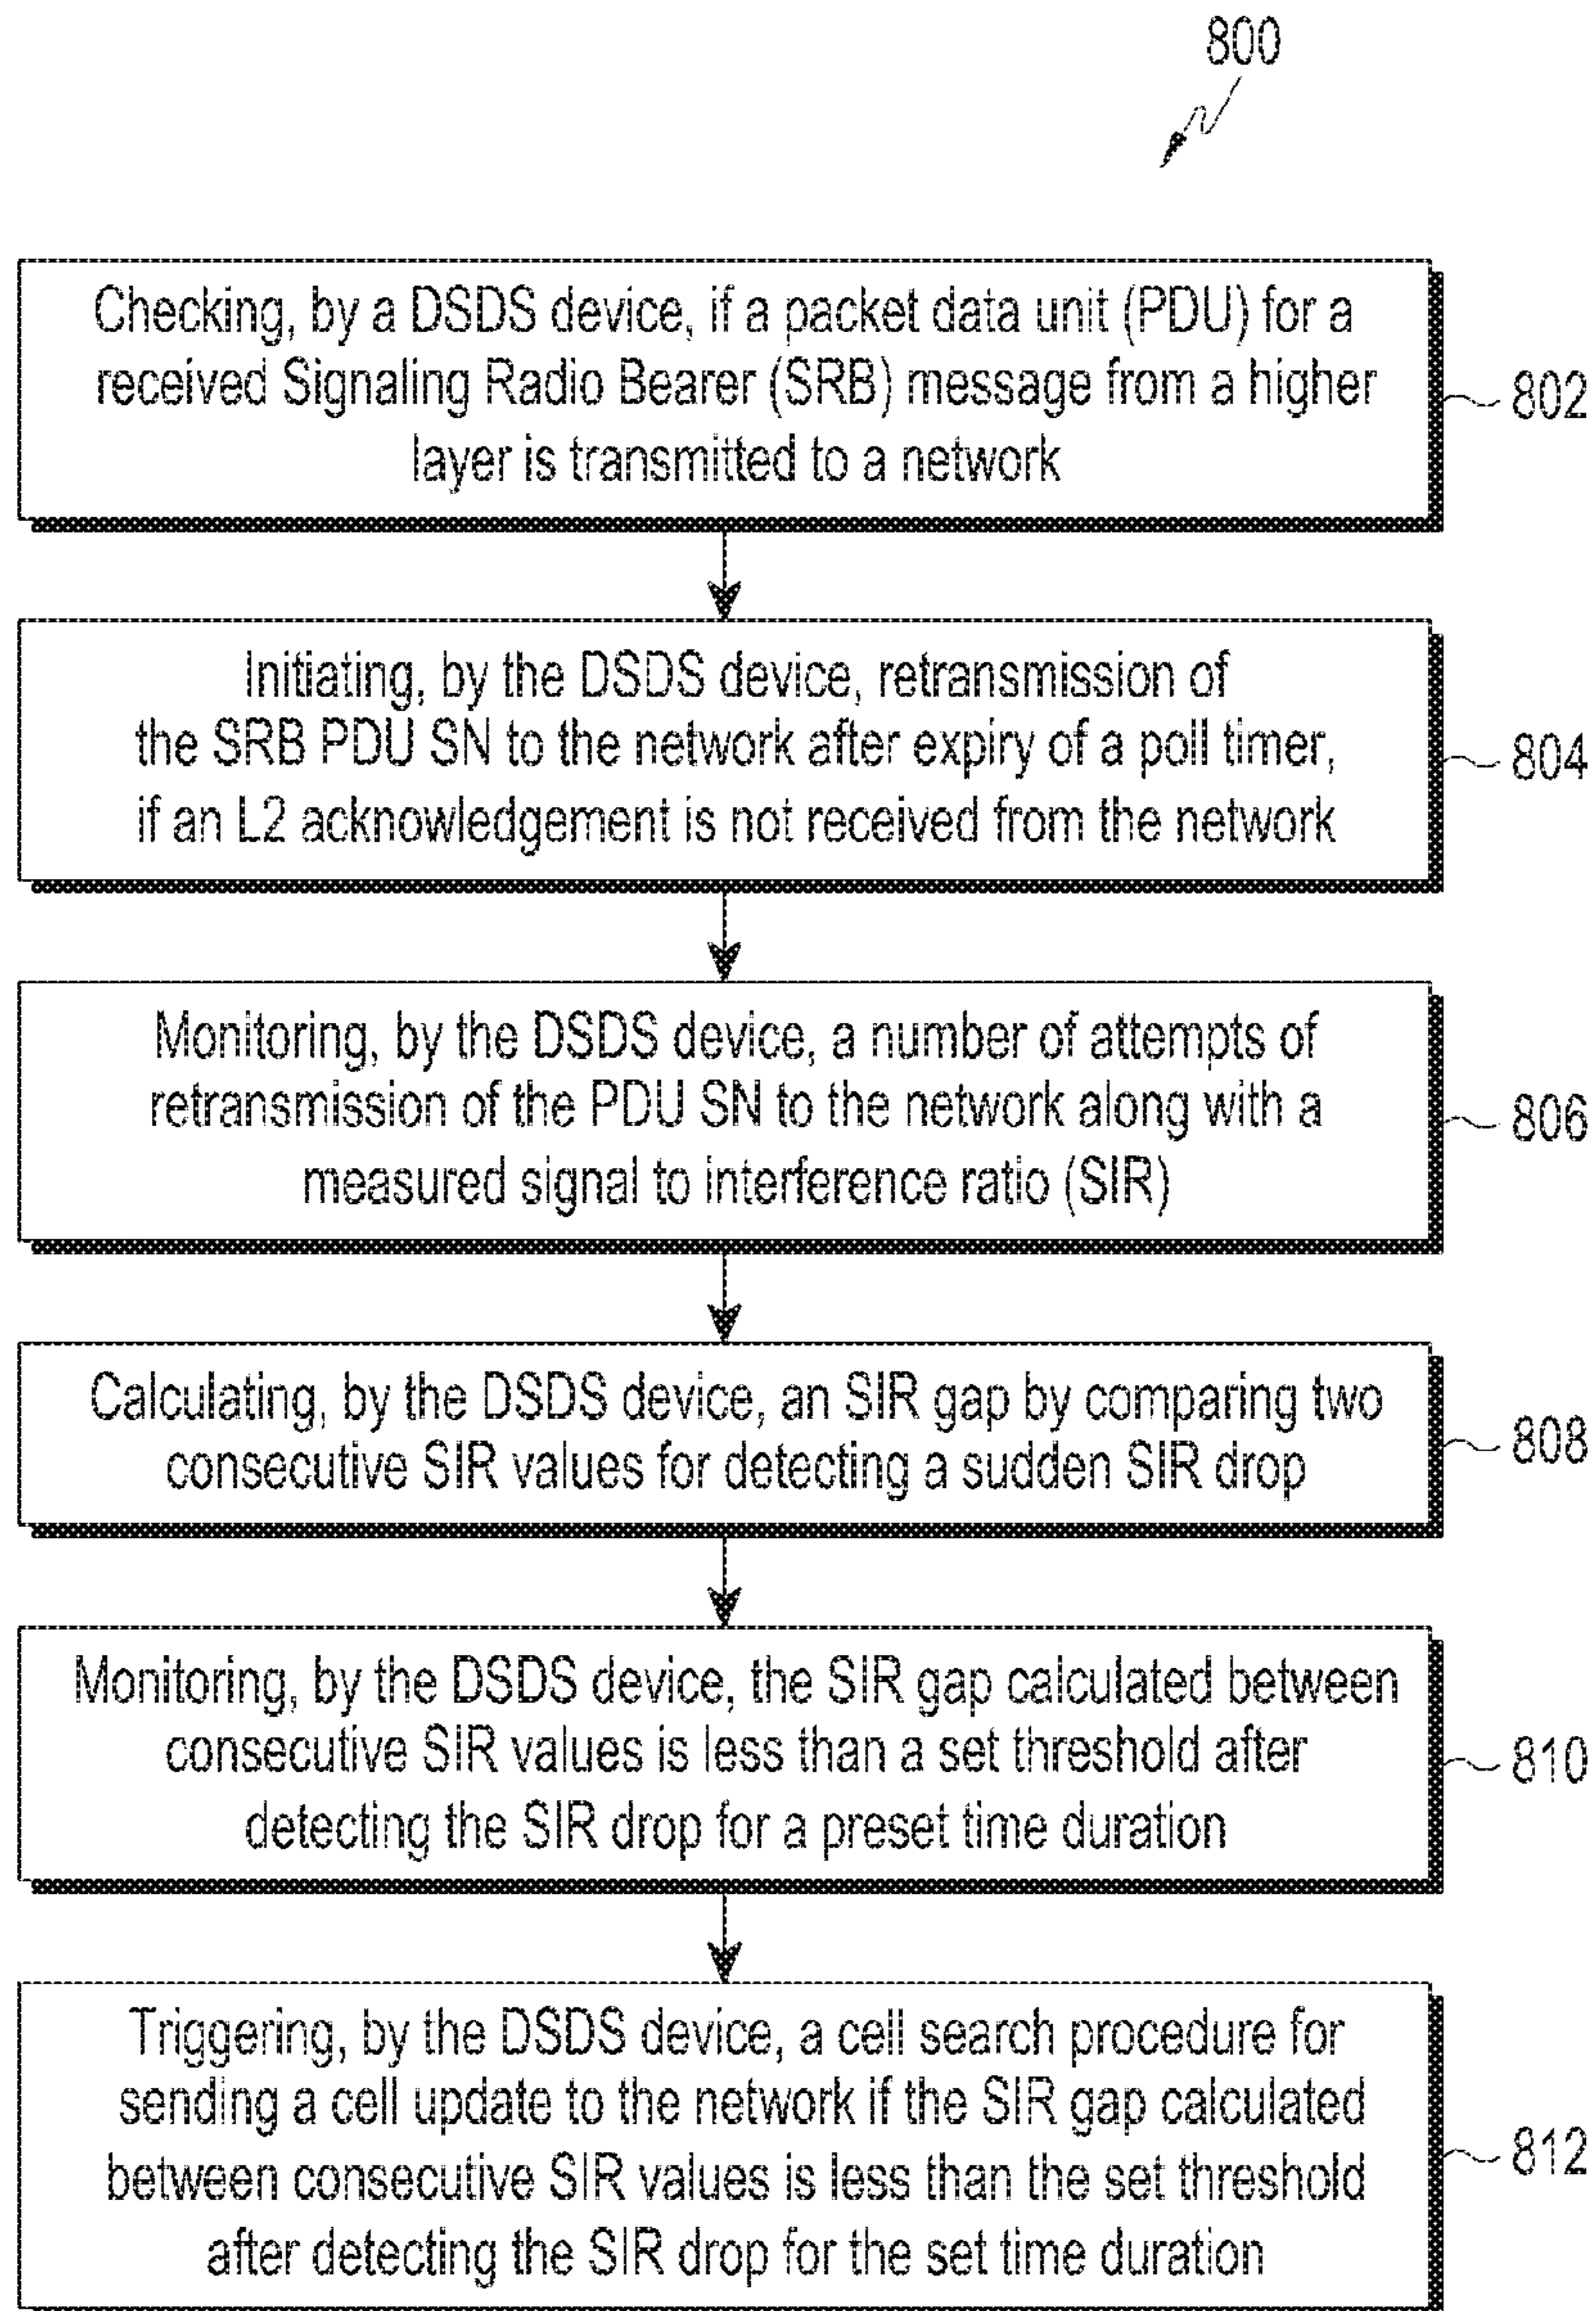 800
Checking, by a DSDS device, if a packet data unit (PDU) for a
received Signaling Radio Bearer (SRB) message from a higher
layer is transmitted to a network
802
Initiating, by the DSDS device, retransmission of
the SRB PDU SN to the network after expiry of a poll timer,
if an L2 acknowledgement is not received from the network
804
Monitoring, by the DSDS device, a number of attempts of
retransmission of the PDU SN to the network along with a
measured signal to interference ratio (SIR)
806
Calculating, by the DSDS device, an SIR gap by comparing two
consecutive SIR values for detecting a sudden SIR drop
808
Monitoring, by the DSDS device, the SIR gap calculated between
consecutive SIR values is less than a set threshold after
detecting the SIR drop for a preset time duration
810
Triggering, by the DSDS device, a cell search procedure for
sending a cell update to the network if the SIR gap calculated
between consecutive SIR values is less than the set threshold
after detecting the SIR drop for the set time duration
812